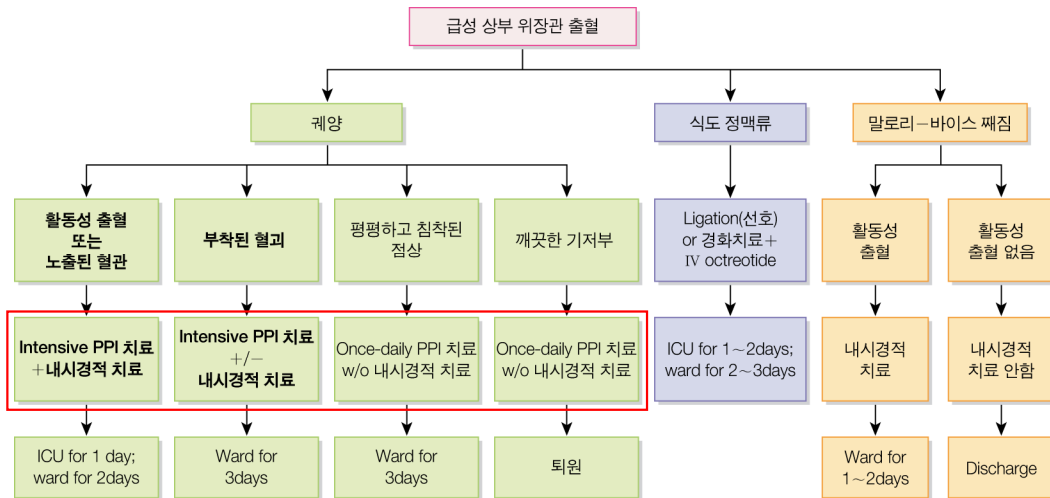 급성 상부 위장관 출혈
궤양
식도 정맥류
말로리-바이스 째짐
활동성 출혈
또는
노출된 혈관
부착된 혈괴
평평하고 침착된
점상
깨끗한 기저부
Ligation(선호)
or 경화치료+
IV octreotide
활동성
출혈
활동성
출혈 없음
Intensive PPI 치료
+내시경적 치료
Intensive PPI 치료
+/-
내시경적 치료
Once-daily PPI 치료
w/o 내시경적 치료
Once-daily PPI 치료
w/o 내시경적 치료
ICU for 1~2days;
ward for 2~3days
내시경적
치료
내시경적
치료 안함
ICU for 1 day;
ward for 2days
Ward for
3days
Ward for
3days
퇴원
Ward for
1~2days
Discharge